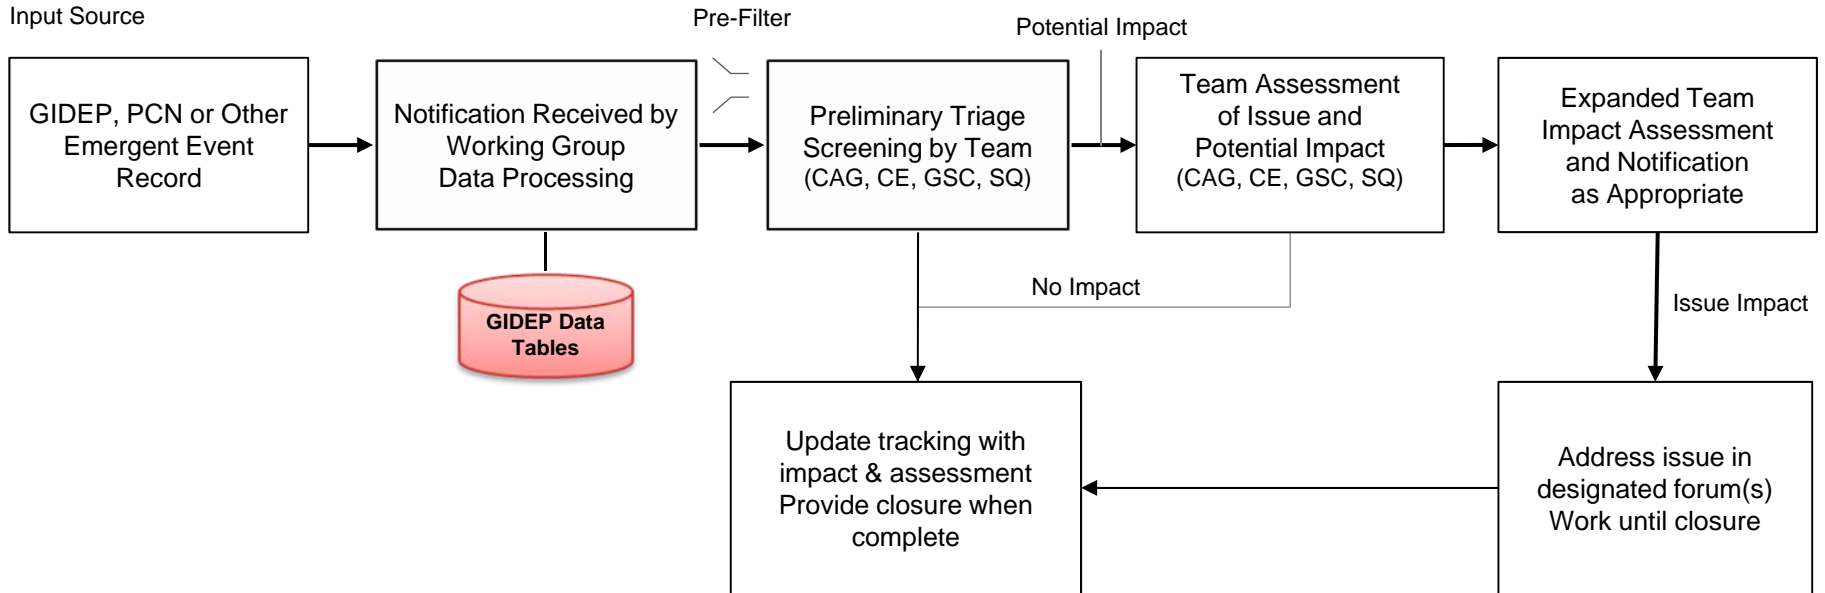 Input Source
Pre-Filter
Potential Impact
GIDEP, PCN or Other
Emergent Event
Record
Notification Received by
Working Group
Data Processing
Preliminary Triage
Screening by Team
(CAG, CE, GSC, SQ)
Team Assessment
of Issue and
Potential Impact
(CAG, CE, GSC, SQ)
Expanded Team
Impact Assessment
and Notification
as Appropriate
GIDEP Data
Tables
No Impact
Issue Impact
Update tracking with
impact & assessment
Provide closure when
complete
Address issue in
designated forum(s)
Work until closure